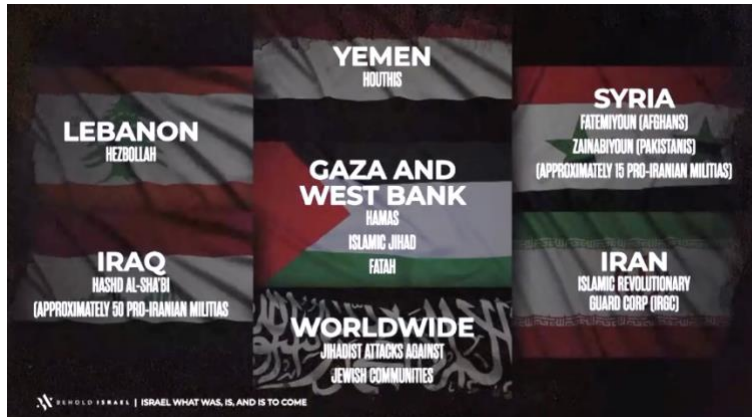 YEMEN
HOUTHIS
LEBANON
HEZBOLLAH
SYRIA
FATEMIYOUN (AFGHANS)
ZAINABIYOUN (PAKISTANIS)
(APPROXIMATELY 15 PRO-IRANIAN MILITIAS)
GAZA AND
WEST BANK
HAMAS
ISLAMIC JIHAD
FATAH
IRAQ
HASHD AL-SHA'BI
(APPROXIMATELY 50 PRO-IRANIAN MILITIAS
IRAN
ISLAMIC REVOLUTIONARY
GUARD CORP (IRGC)
WORLDWIDE
JIHADIST ATTACKS AGAINST
JEWISH COMMUNITIES
BEHOLD ISRAEL | ISRAEL WHAT WAS, IS, AND IS TO COME